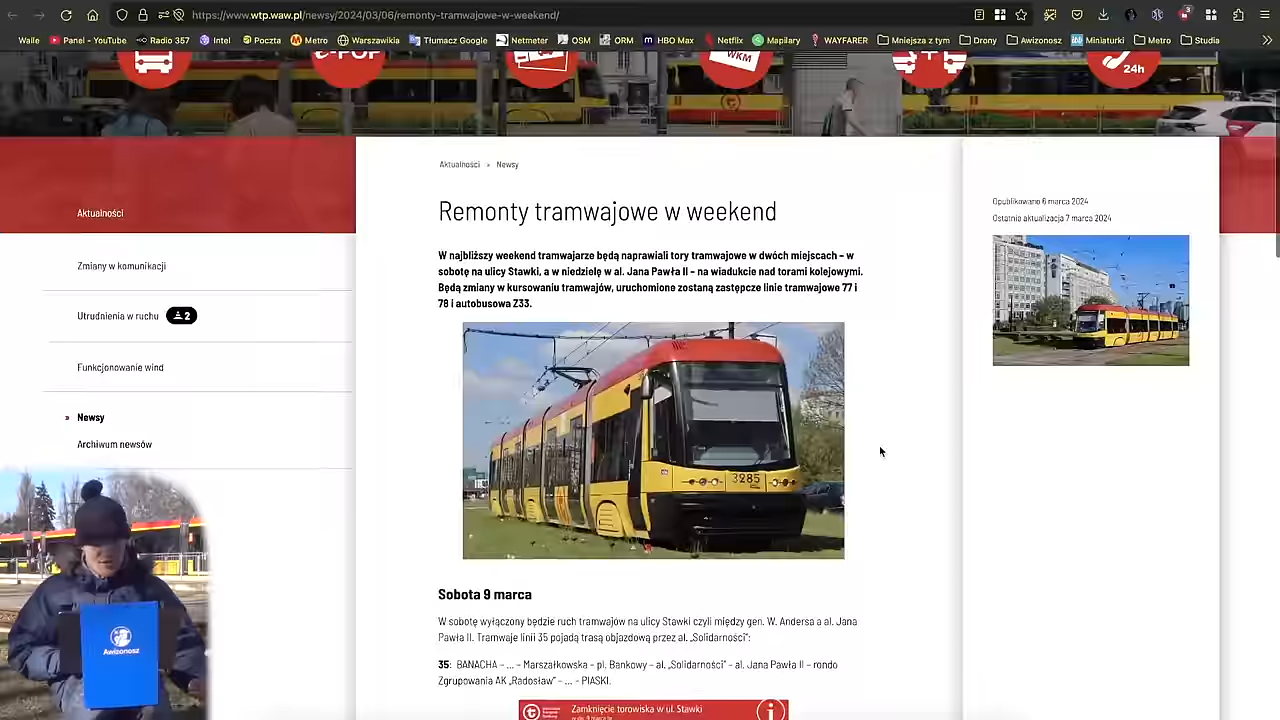 https://www.wtp.waw.pl/newsy/2024/03/06/remonty-tramwajowe-w-weekend/
Walle Panel - YouTube Radio 357 Intel Poczta Metro Warszawikia Tłumacz Google Netmeter OSM ORM HBO Max Netflix Mapilary WAYFARER Mniejsza z tym Drony Awizonosz Miniaturki Metro Studia
e-POP
WKM
24h
Aktualności » Newsy
Aktualności
Remonty tramwajowe w weekend
Opublikowano 6 marca 2024
Ostatnia aktualizacja 7 marca 2024
Zmiany w komunikacji
Utrudnienia w ruchu 2
Funkcjonowanie wind
» Newsy
Archiwum newsów
W najbliższy weekend tramwajarze będą naprawiali tory tramwajowe w dwóch miejscach – w
sobotę na ulicy Stawki, a w niedzielę w al. Jana Pawła II – na wiadukcie nad torami kolejowymi.
Będą zmiany w kursowaniu tramwajów, uruchomione zostaną zastępcze linie tramwajowe 77 i
78 i autobusowa Z33.
3285
Sobota 9 marca
W sobotę wyłączony będzie ruch tramwajów na ulicy Stawki czyli między gen. W. Andersa a al. Jana
Pawła II. Tramwaje linii 35 pojadą trasą objazdową przez al. „Solidarności":
35: BANACHA – ... – Marszałkowska – pl. Bankowy – al. „Solidarności" – al. Jana Pawła II – rondo
Zgrupowania AK „Radosław" – ... – PIASKI.
Zamknięcie torowiska w ul. Stawki
Awizonosz